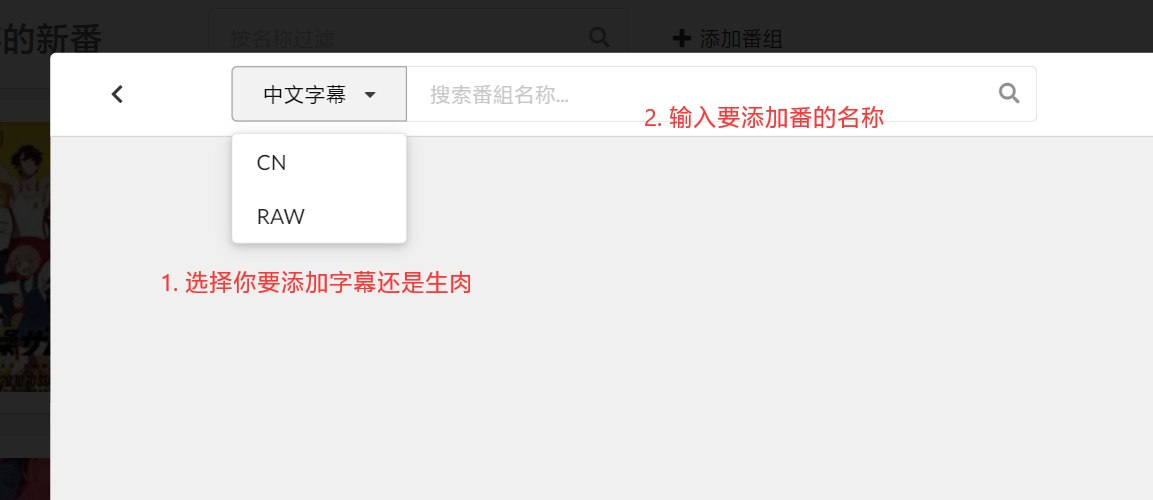 的新番
按名称过滤
添加番组
中文字幕
搜索番組名称...
2. 输入要添加番的名称
CN
RAW
1. 选择你要添加字幕还是生肉